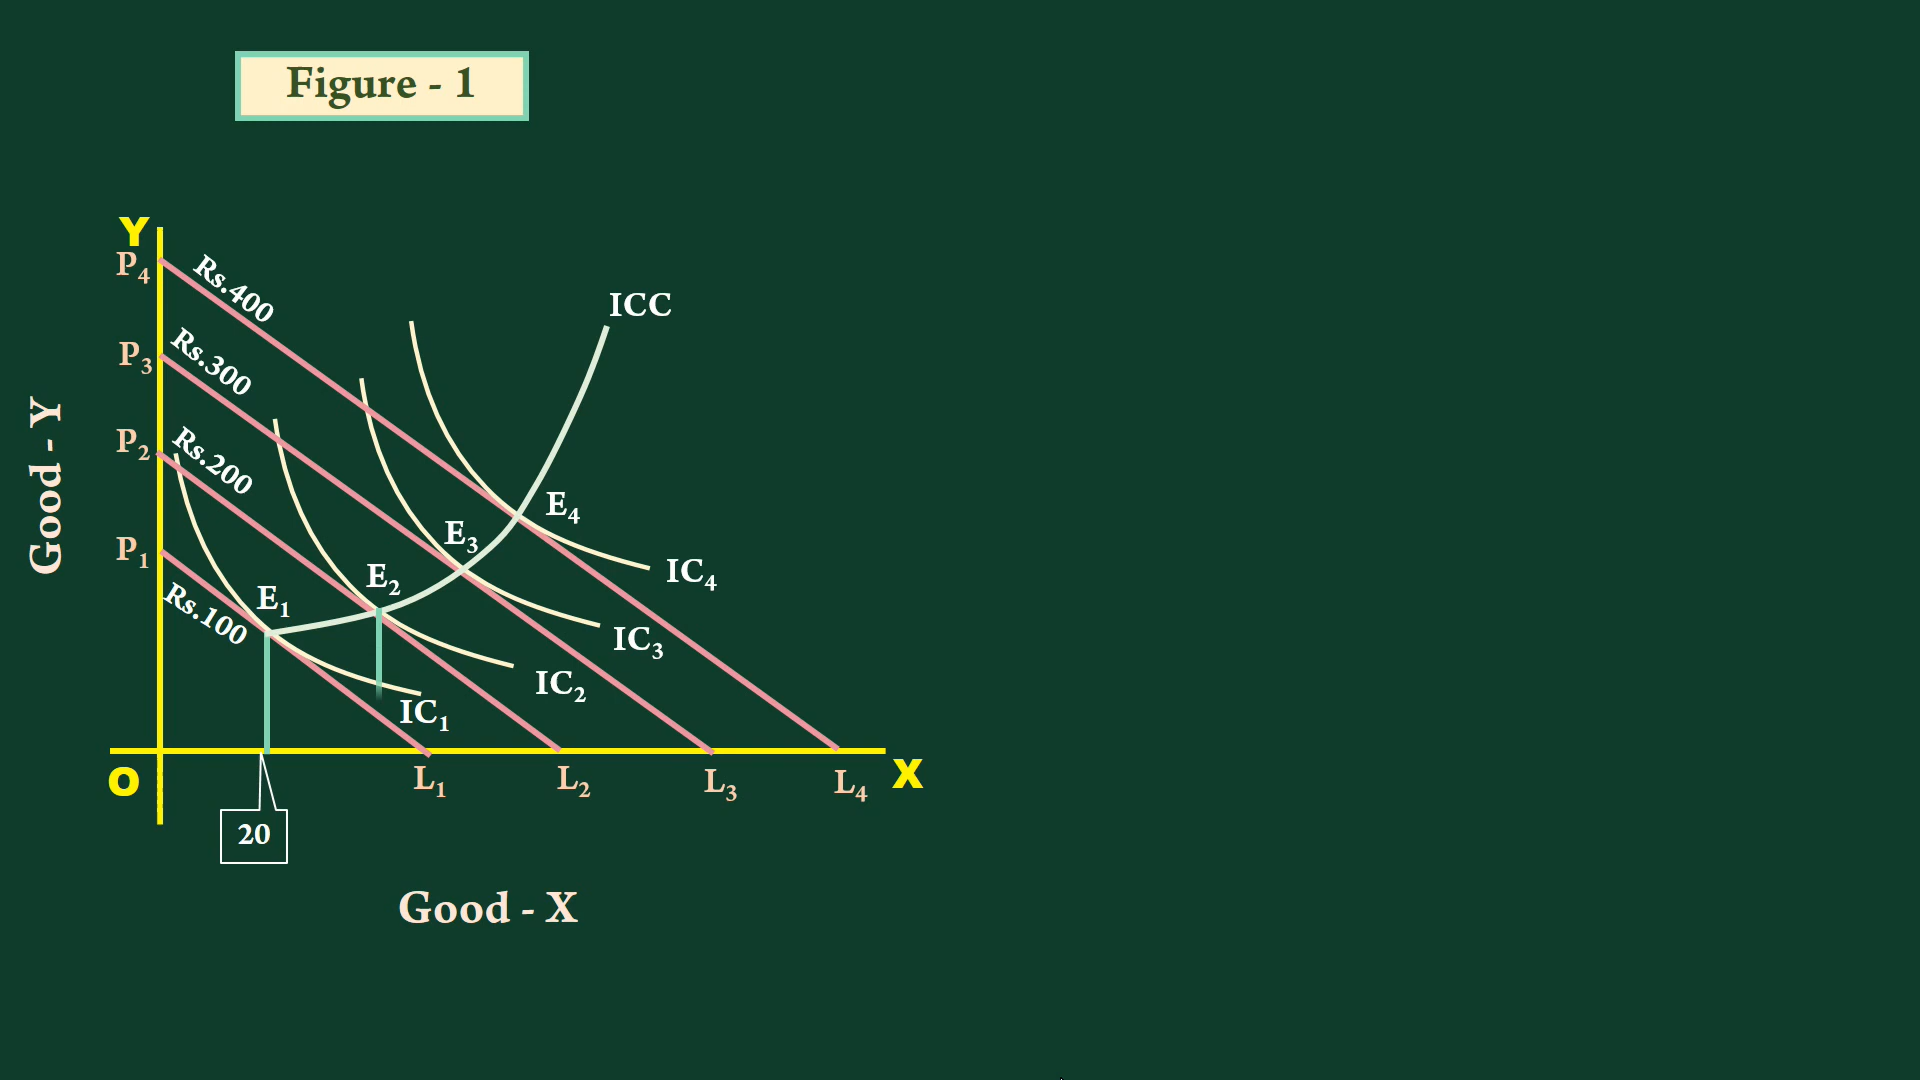 Figure - 1
Y
P₄
Rs.400
ICC
P₃
Rs.300
P₂
Rs.200
E₄
E₃
P₁
E₂
IC₄
Rs.100
E₁
IC₃
IC₂
IC₁
Good - Y
O
L₁
L₂
L₃
L₄
X
20
Good - X